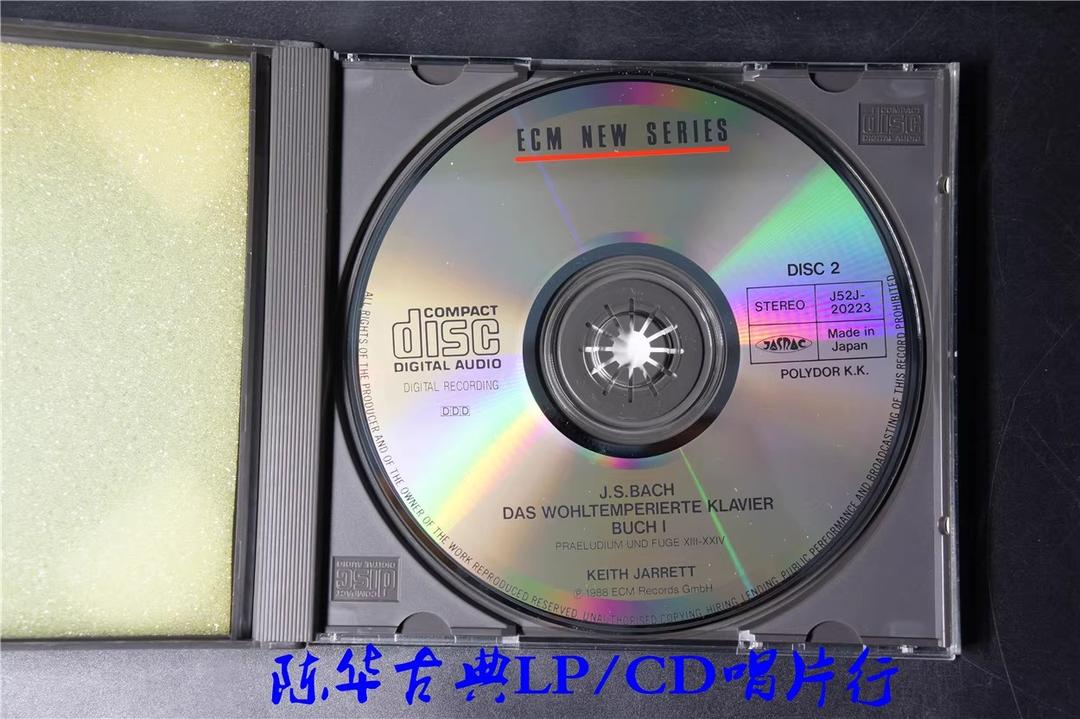 ECM NEW SERIES
COMPACT
disc
DIGITAL AUDIO
DISC 2
STEREO
J52J-
20223
JASRAC
Made in
Japan
POLYDOR K.K.
COMPACT
disc
DIGITAL AUDIO
DIGITAL RECORDING
DDD
J.S.BACH
DAS WOHLTEMPERIERTE KLAVIER
BUCH I
PRAELUDIUM UND FUGE XIII-XXIV
KEITH JARRETT
℗ 1988 ECM Records GmbH
ALL RIGHTS OF THE PRODUCER AND OF THE OWNER OF THE WORK REPRODUCED RESERVED. UNAUTHORISED COPYING, HIRING, LENDING, PUBLIC PERFORMANCE AND BROADCASTING OF THIS RECORD PROHIBITED
COMPACT
disc
DIGITAL AUDIO
陈华古典LP/CD唱片行